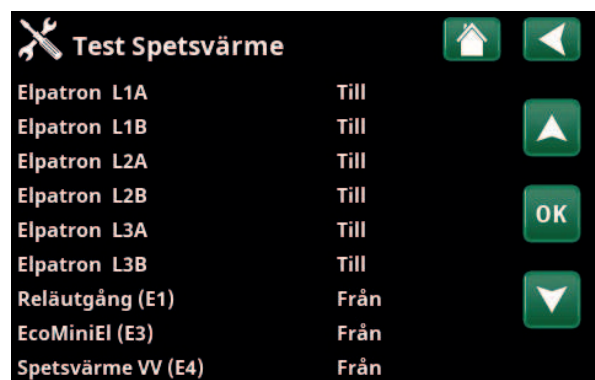 Test Spetsvärme
Elpatron L1A Till
Elpatron L1B Till
Elpatron L2A Till
Elpatron L2B Till
OK
Elpatron L3A Till
Elpatron L3B Till
Reläutgång (E1) Från
EcoMiniEl (E3) Från
Spetsvärme VV (E4) Från